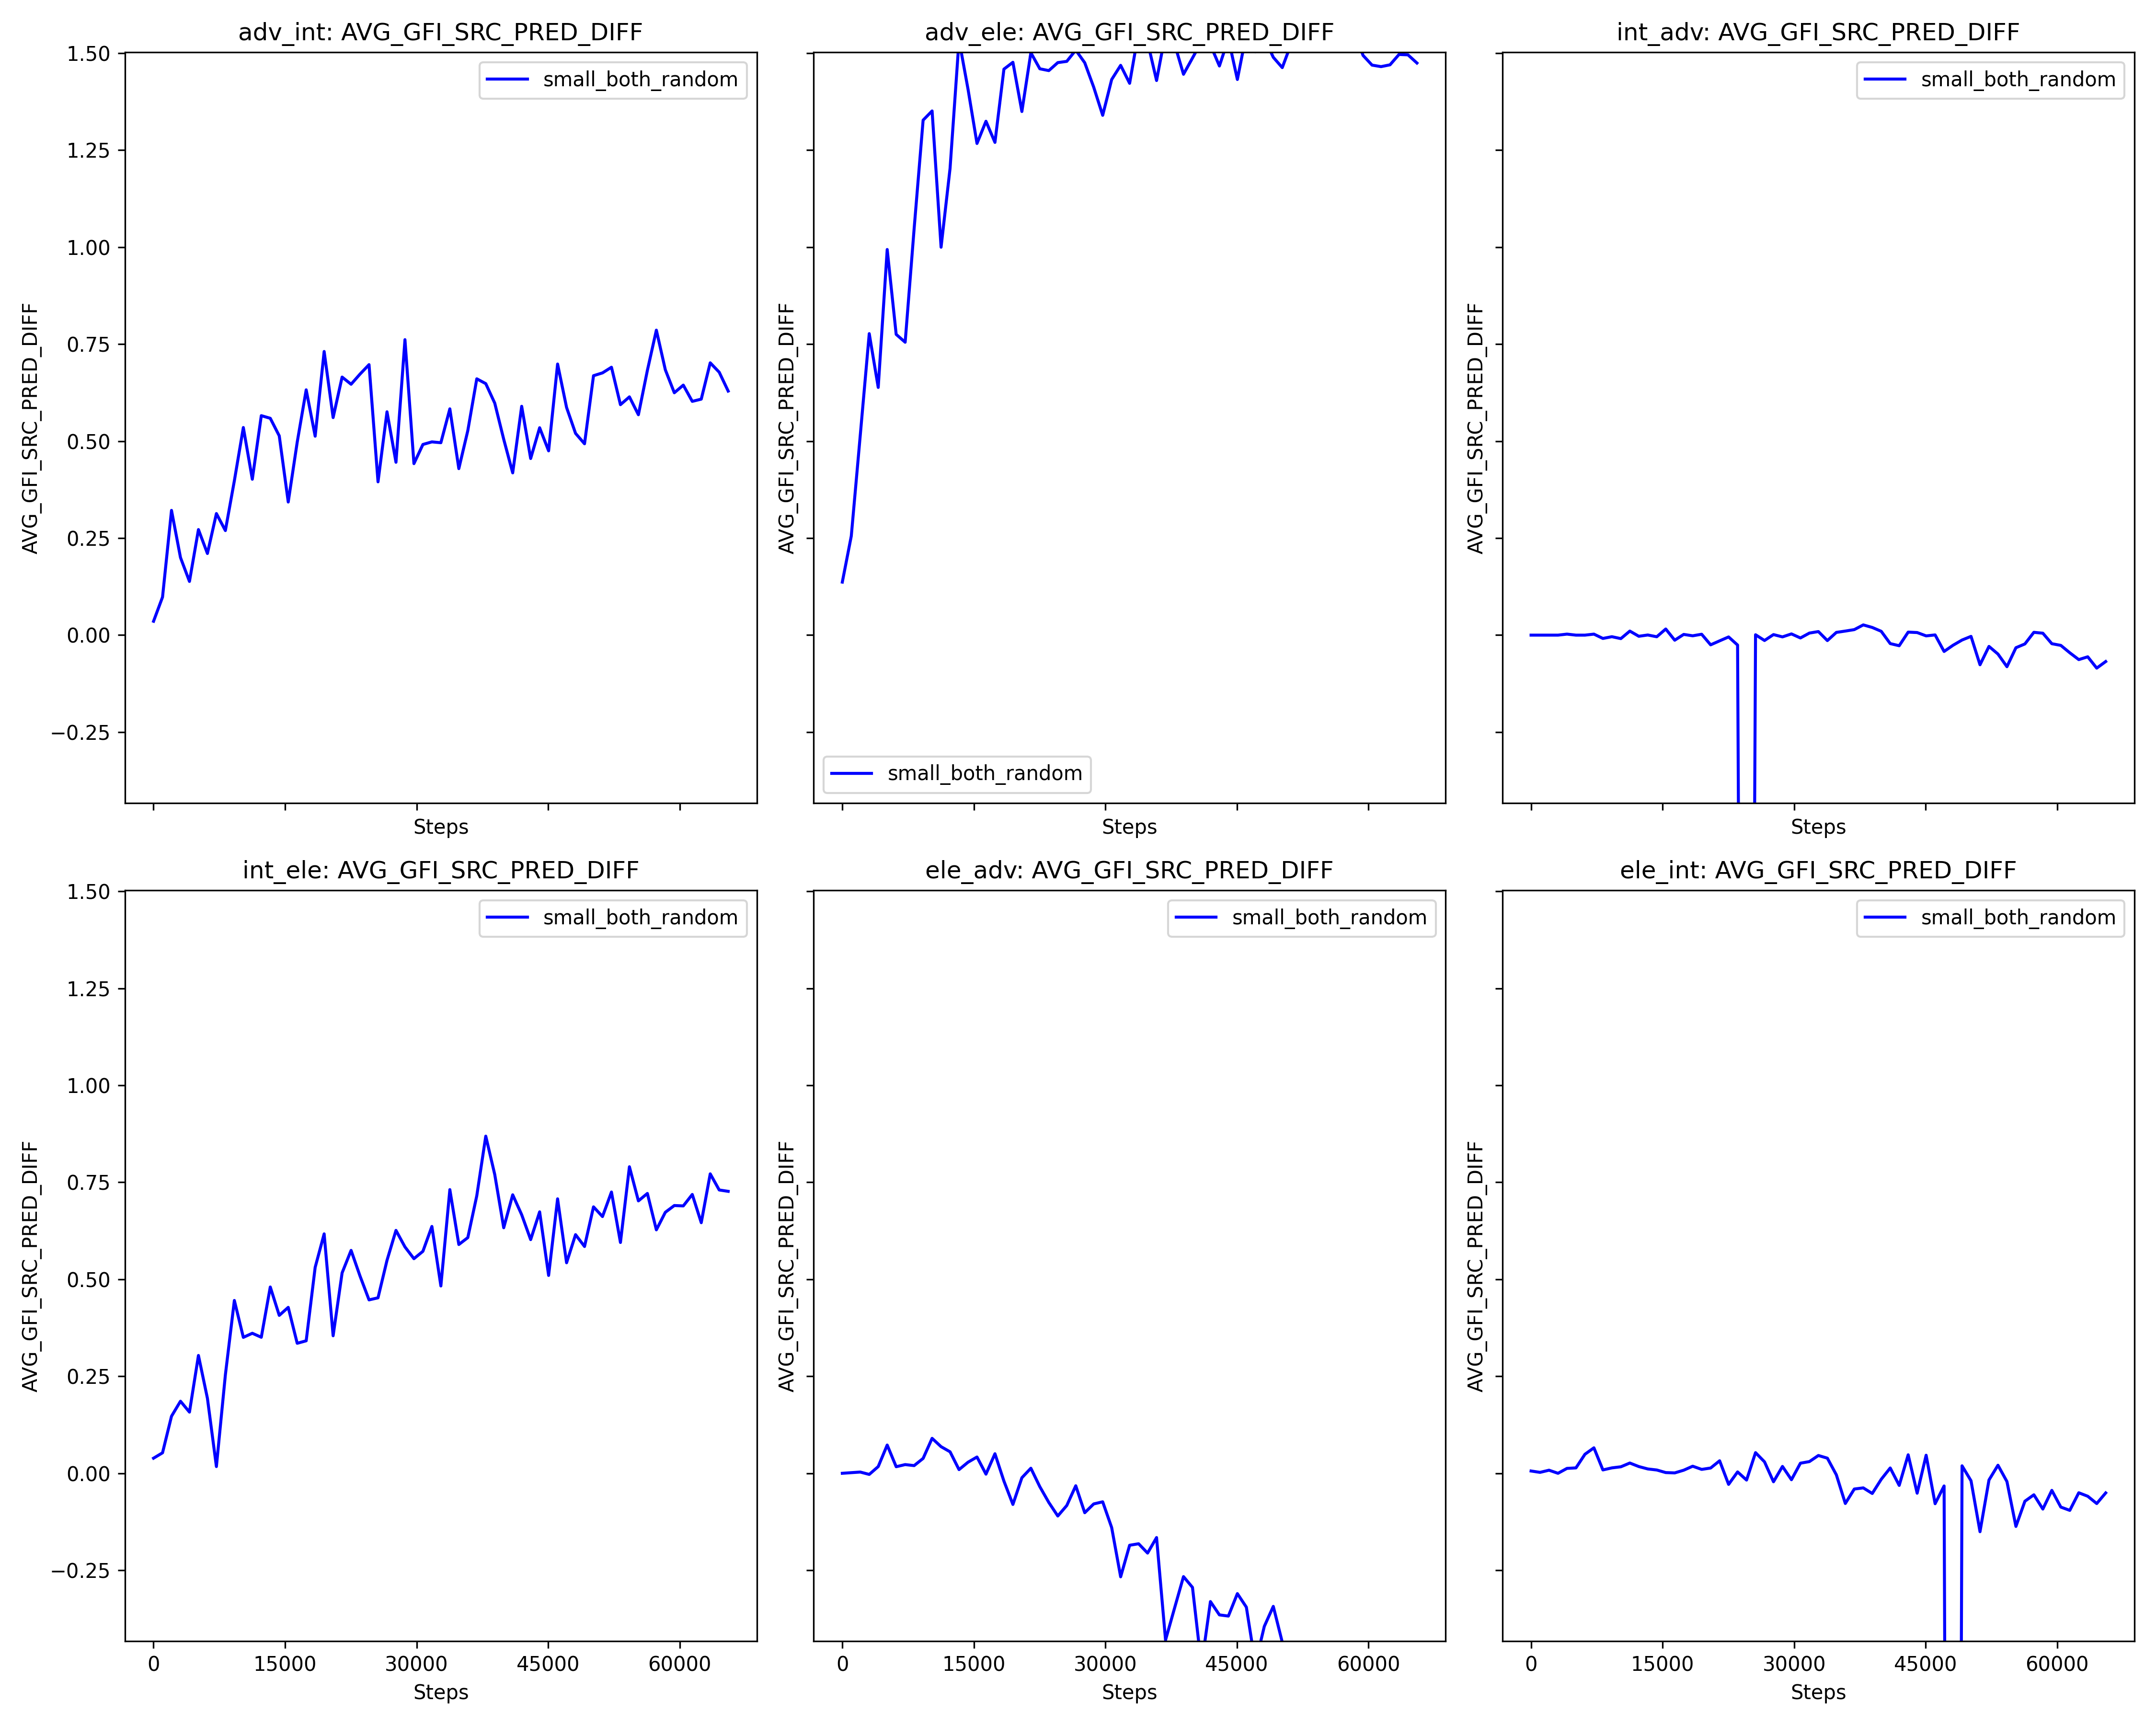 adv_int: AVG_GFI_SRC_PRED_DIFF
adv_ele: AVG_GFI_SRC_PRED_DIFF
int_adv: AVG_GFI_SRC_PRED_DIFF
1.50
1.25
1.00
0.75
0.50
0.25
0.00
−0.25
AVG_GFI_SRC_PRED_DIFF
small_both_random
Steps
AVG_GFI_SRC_PRED_DIFF
small_both_random
Steps
AVG_GFI_SRC_PRED_DIFF
small_both_random
Steps
int_ele: AVG_GFI_SRC_PRED_DIFF
ele_adv: AVG_GFI_SRC_PRED_DIFF
ele_int: AVG_GFI_SRC_PRED_DIFF
1.50
1.25
1.00
0.75
0.50
0.25
0.00
−0.25
AVG_GFI_SRC_PRED_DIFF
small_both_random
0 15000 30000 45000 60000
Steps
AVG_GFI_SRC_PRED_DIFF
small_both_random
0 15000 30000 45000 60000
Steps
AVG_GFI_SRC_PRED_DIFF
small_both_random
0 15000 30000 45000 60000
Steps